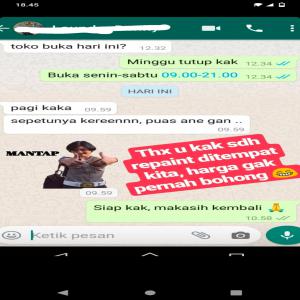 18.45
toko buka hari ini? 12.32
Minggu tutup kak 12.34
Buka senin-sabtu 09.00-21.00 12.34
HARI INI
pagi kaka 09.59
sepetunya kereennn, puas ane gan .. 09.59
MANTAP
Thx u kak sdh
repaint ditempat
kita, harga gak
pernah bohong
09.59
Siap kak, makasih kembali 10.58
Ketik pesan